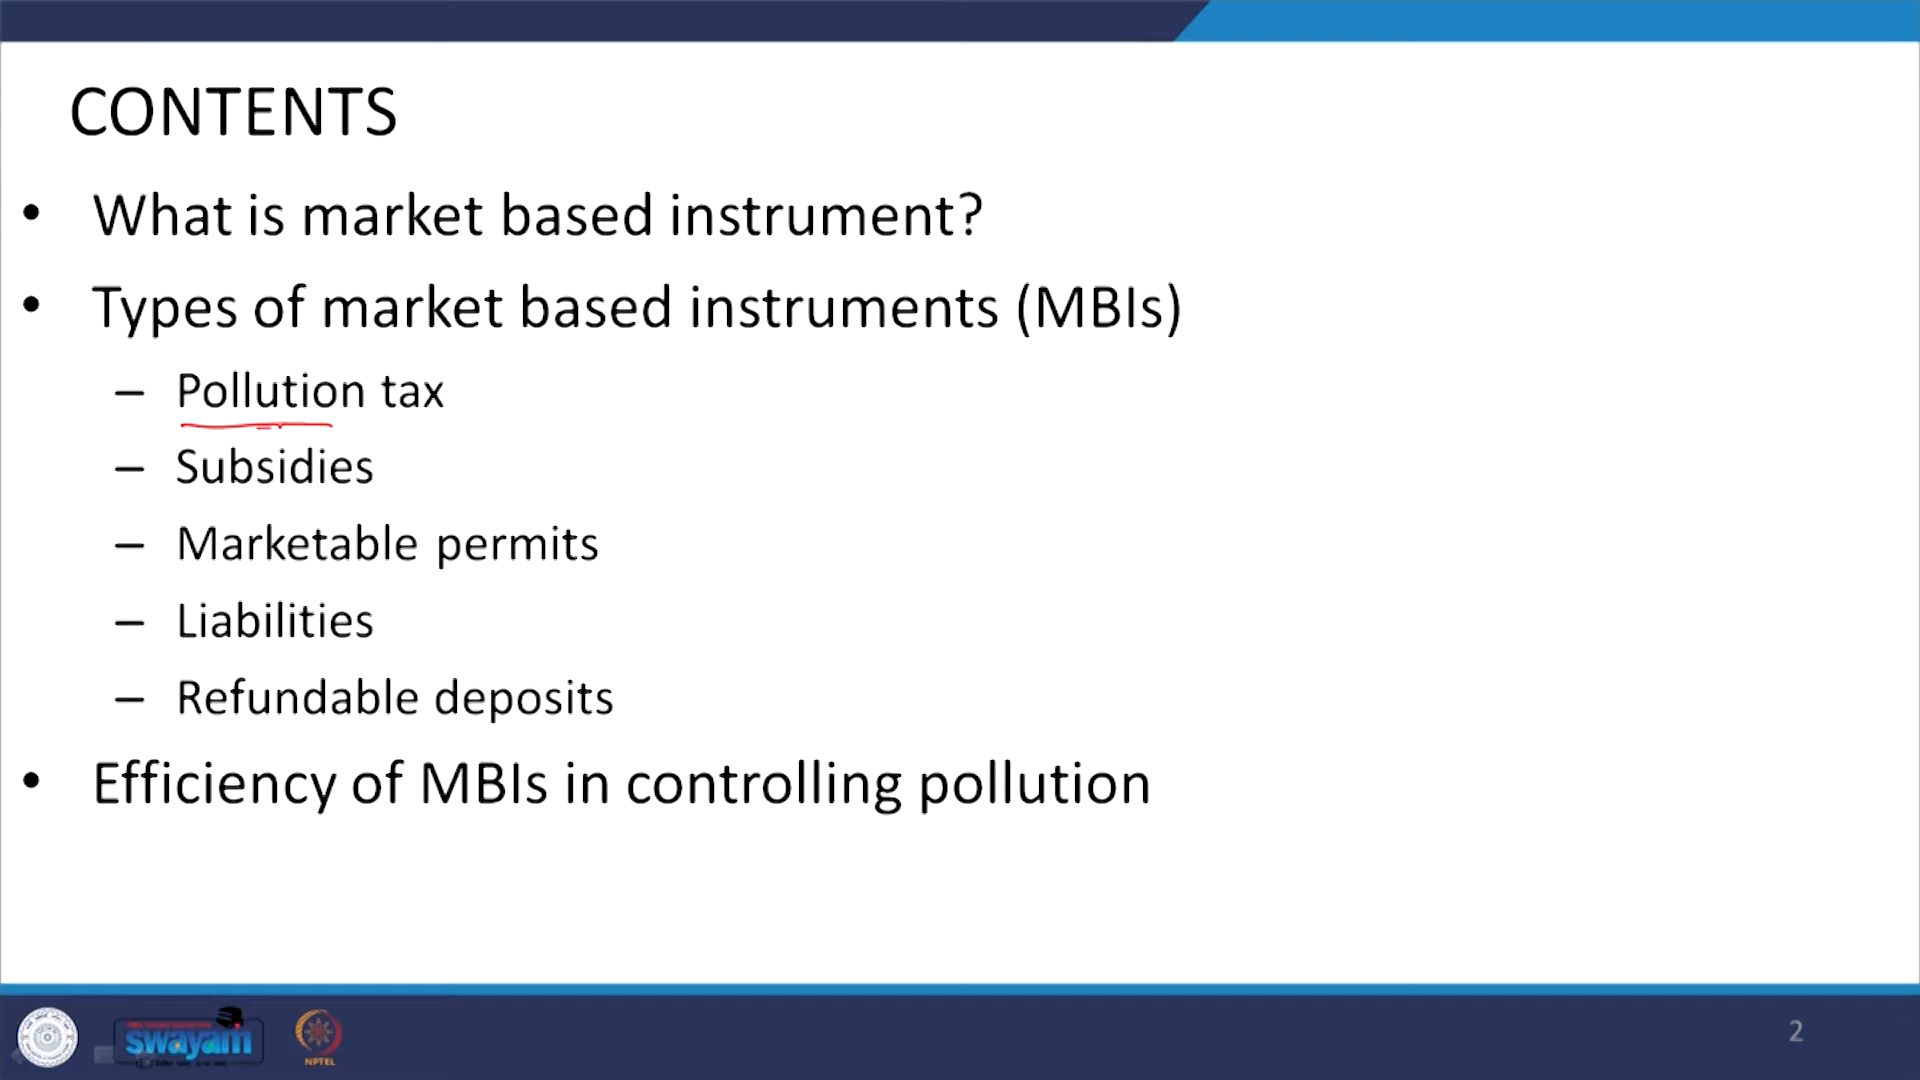 CONTENTS
• What is market based instrument?
• Types of market based instruments (MBIs)
– Pollution tax
– Subsidies
– Marketable permits
– Liabilities
– Refundable deposits
• Efficiency of MBIs in controlling pollution
swayam
NPTEL
2